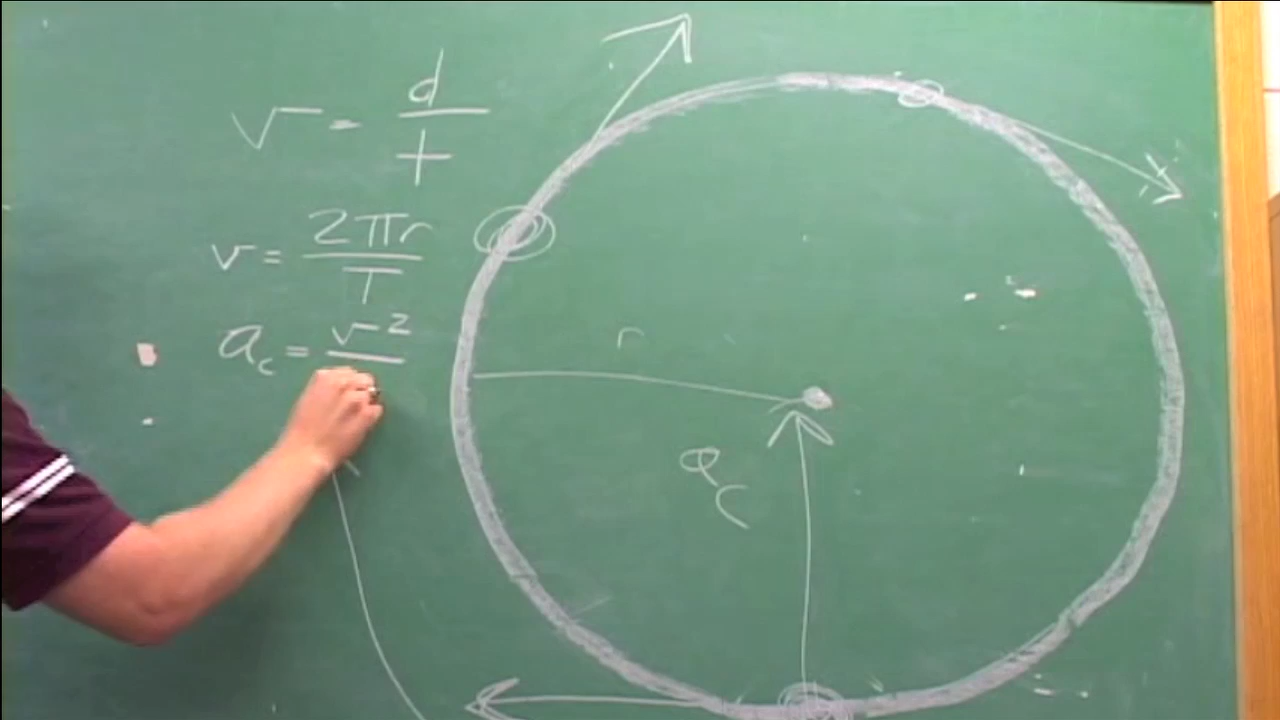 v = d/t
v = 2πr/T
a_c = v²/
r
a_c